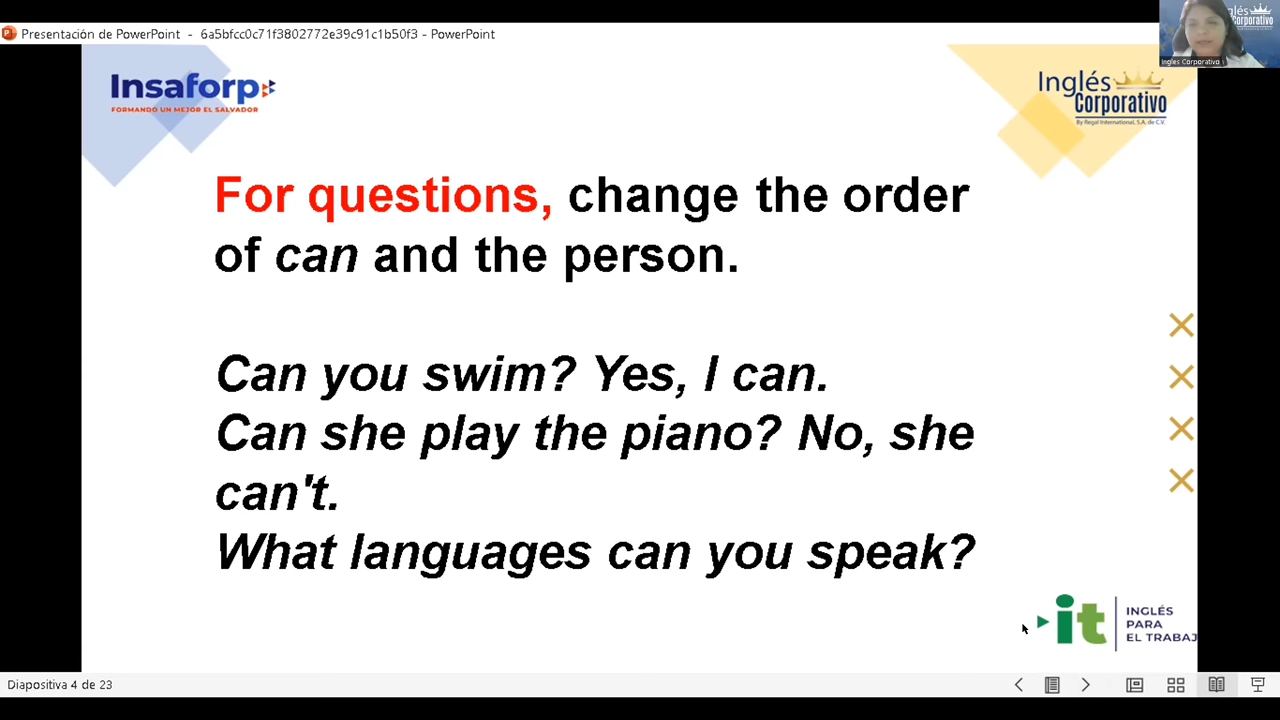 Presentación de PowerPoint - 6a5bfcc0c71f3802772e39c91c1b50f3 - PowerPoint
Inglés Corporativo
Insaforp
FORMANDO UN MEJOR EL SALVADOR
Inglés
Corporativo
By Regal International, S.A. de C.V.
For questions, change the order
of can and the person.
Can you swim? Yes, I can.
Can she play the piano? No, she
can't.
What languages can you speak?
it
INGLÉS
PARA
EL TRABAJ
Diapositiva 4 de 23